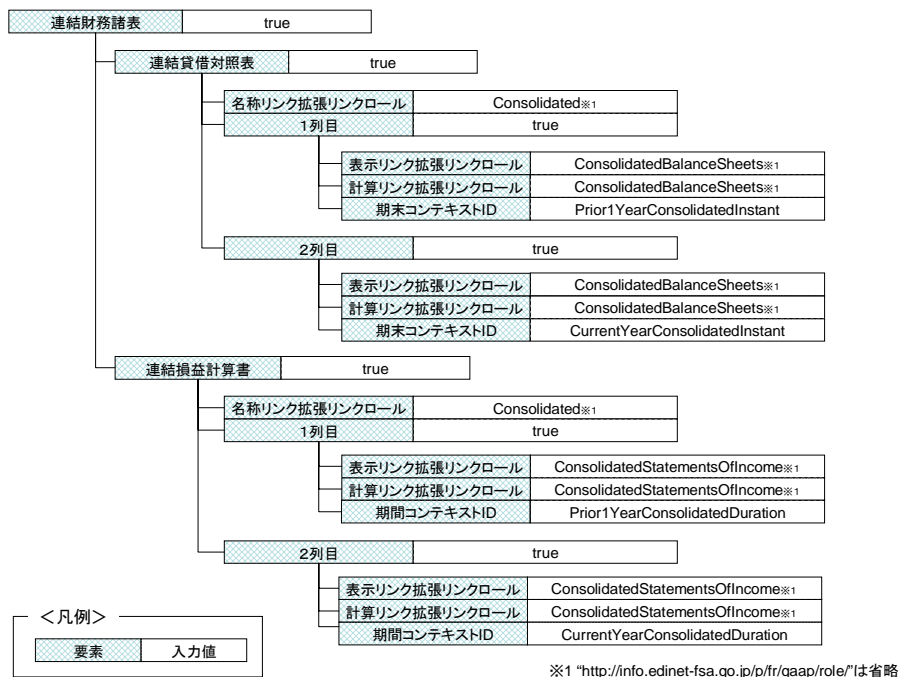 連結財務諸表 true
連結貸借対照表 true
名称リンク拡張リンクロール Consolidated※1
1列目 true
表示リンク拡張リンクロール ConsolidatedBalanceSheets※1
計算リンク拡張リンクロール ConsolidatedBalanceSheets※1
期末コンテキストID Prior1YearConsolidatedInstant
2列目 true
表示リンク拡張リンクロール ConsolidatedBalanceSheets※1
計算リンク拡張リンクロール ConsolidatedBalanceSheets※1
期末コンテキストID CurrentYearConsolidatedInstant
連結損益計算書 true
名称リンク拡張リンクロール Consolidated※1
1列目 true
表示リンク拡張リンクロール ConsolidatedStatementsOfIncome※1
計算リンク拡張リンクロール ConsolidatedStatementsOfIncome※1
期間コンテキストID Prior1YearConsolidatedDuration
2列目 true
表示リンク拡張リンクロール ConsolidatedStatementsOfIncome※1
計算リンク拡張リンクロール ConsolidatedStatementsOfIncome※1
期間コンテキストID CurrentYearConsolidatedDuration
＜凡例＞
要素 入力値
※1 “http://info.edinet-fsa.go.jp/p/fr/gaap/role/”は省略